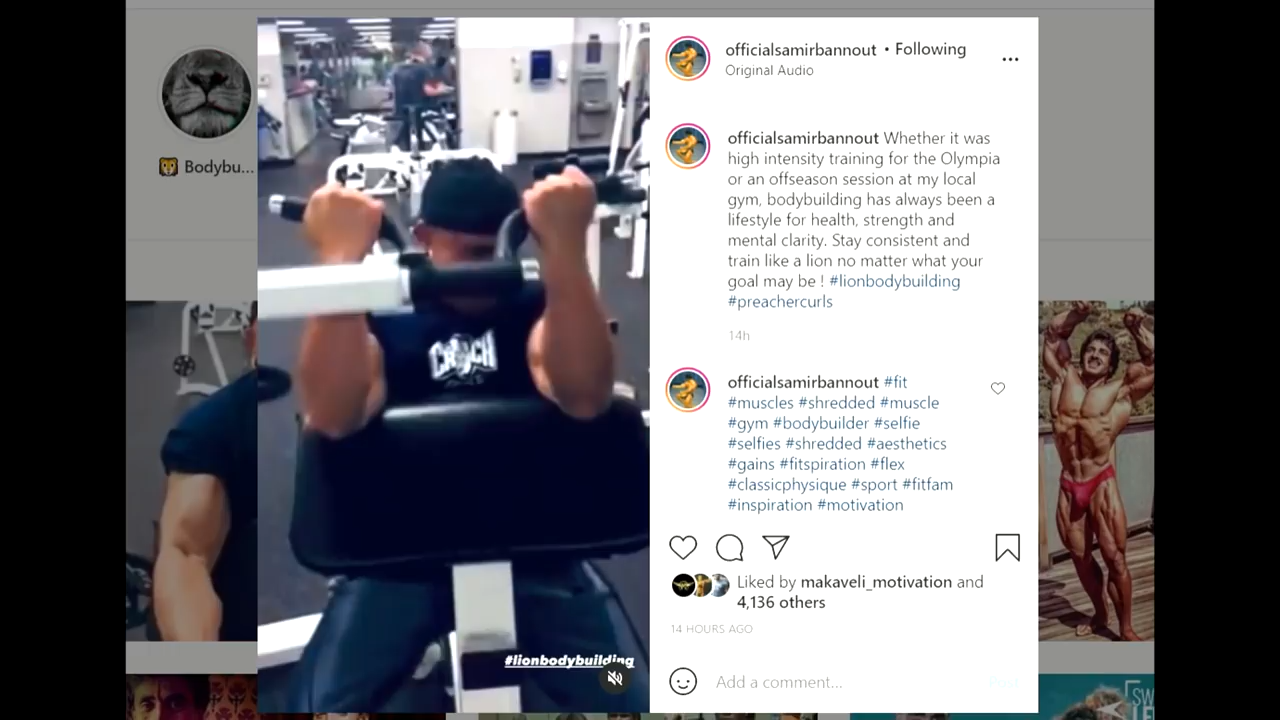 🦁 Bodybu...
CRUNCH
#lionbodybuilding
officialsamirbannout • Following
Original Audio
officialsamirbannout Whether it was
high intensity training for the Olympia
or an offseason session at my local
gym, bodybuilding has always been a
lifestyle for health, strength and
mental clarity. Stay consistent and
train like a lion no matter what your
goal may be ! #lionbodybuilding
#preachercurls
14h
officialsamirbannout #fit
#muscles #shredded #muscle
#gym #bodybuilder #selfie
#selfies #shredded #aesthetics
#gains #fitspiration #flex
#classicphysique #sport #fitfam
#inspiration #motivation
Liked by makaveli_motivation and
4,136 others
14 HOURS AGO
Add a comment...
Post